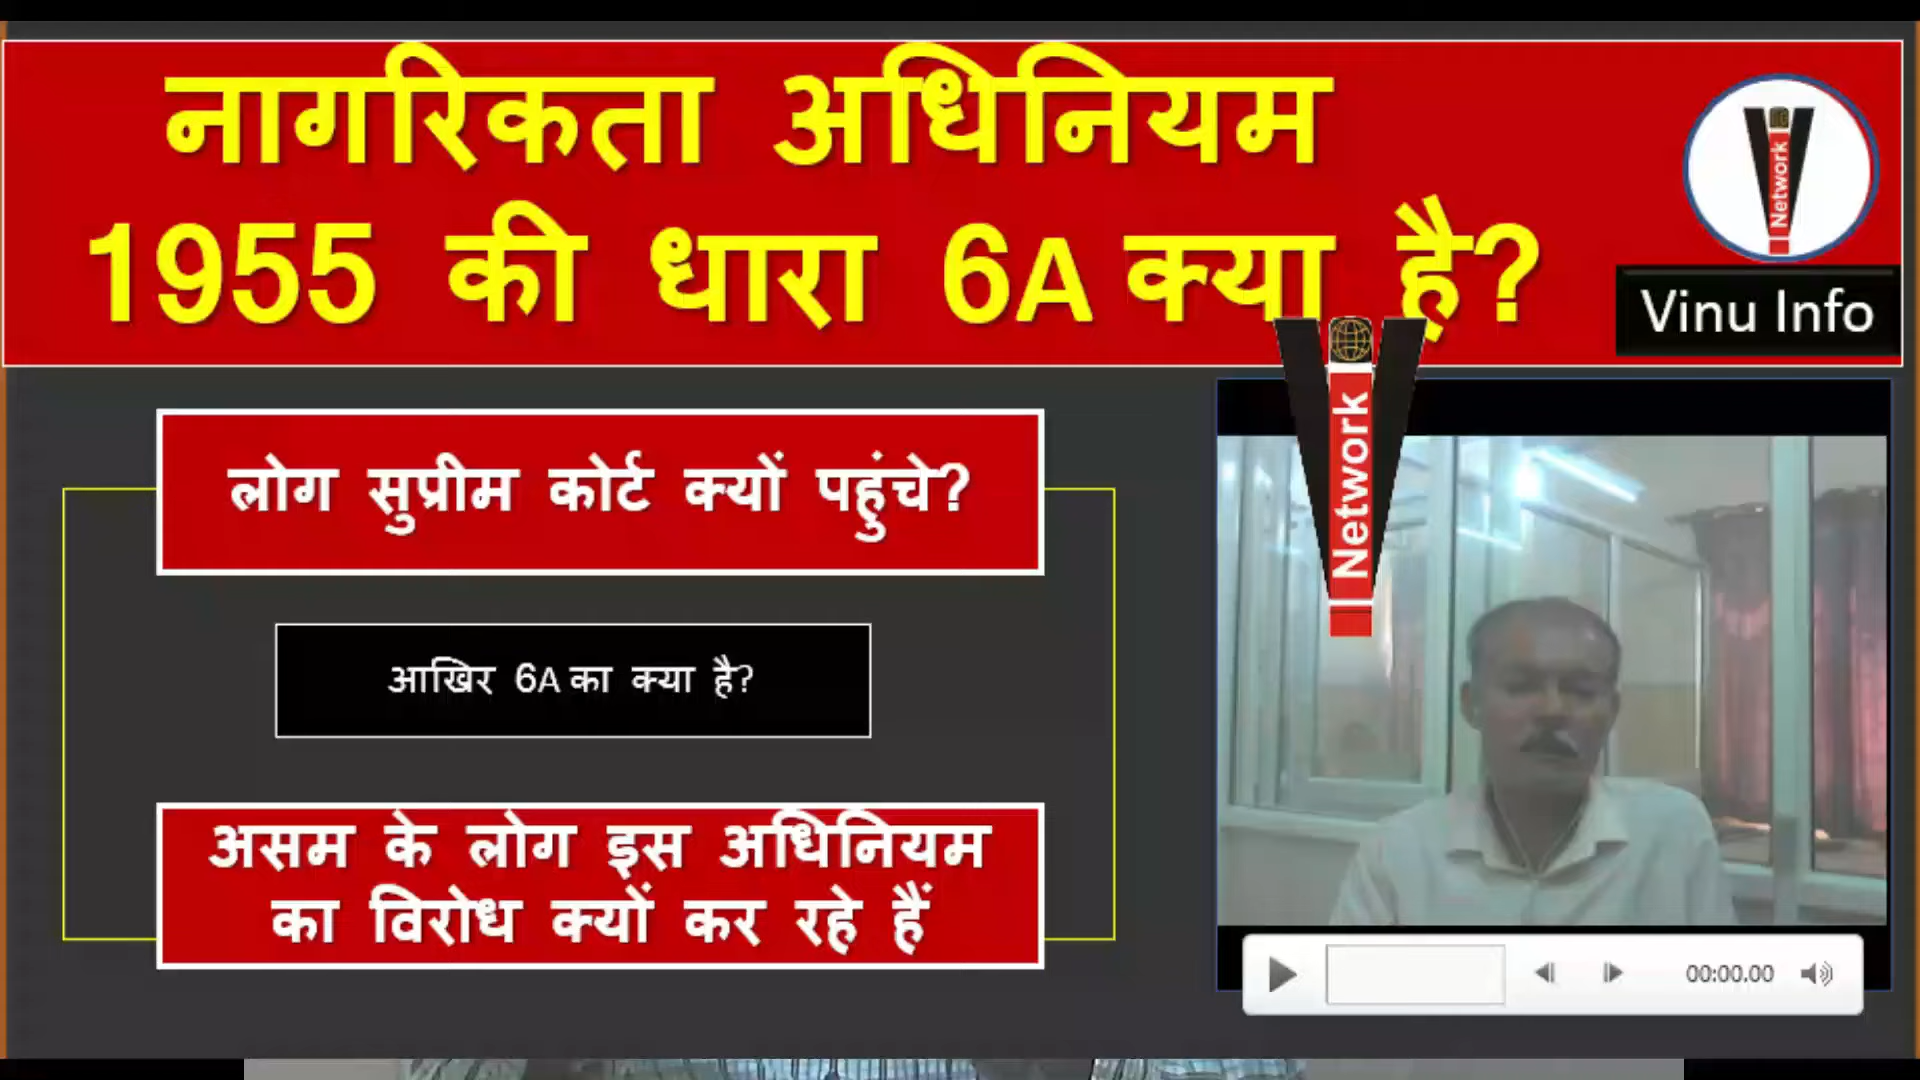 नागरिकता अधिनियम
1955 की धारा 6A क्या है?
Network
Vinu Info
Network
लोग सुप्रीम कोर्ट क्यों पहुंचे?
आखिर 6A का क्या है?
असम के लोग इस अधिनियम
का विरोध क्यों कर रहे हैं
00:00.00